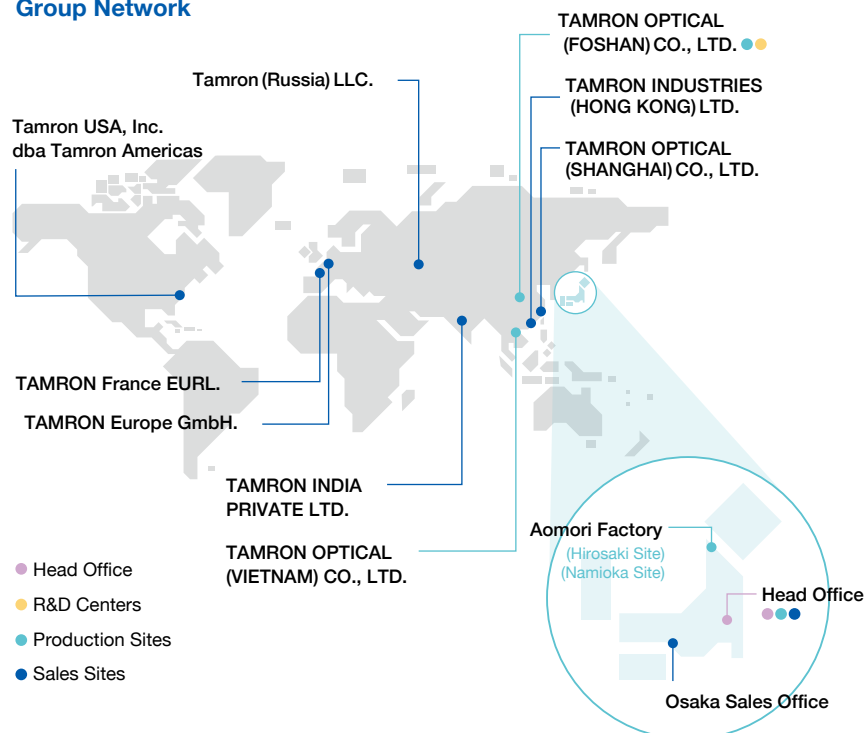 Group Network
TAMRON OPTICAL
(FOSHAN) CO., LTD.
Tamron (Russia) LLC.
TAMRON INDUSTRIES
(HONG KONG) LTD.
Tamron USA, Inc.
dba Tamron Americas
TAMRON OPTICAL
(SHANGHAI) CO., LTD.
TAMRON France EURL.
TAMRON Europe GmbH.
TAMRON INDIA
PRIVATE LTD.
TAMRON OPTICAL
(VIETNAM) CO., LTD.
Aomori Factory
(Hirosaki Site)
(Namioka Site)
Head Office
Osaka Sales Office
Head Office
R&D Centers
Production Sites
Sales Sites